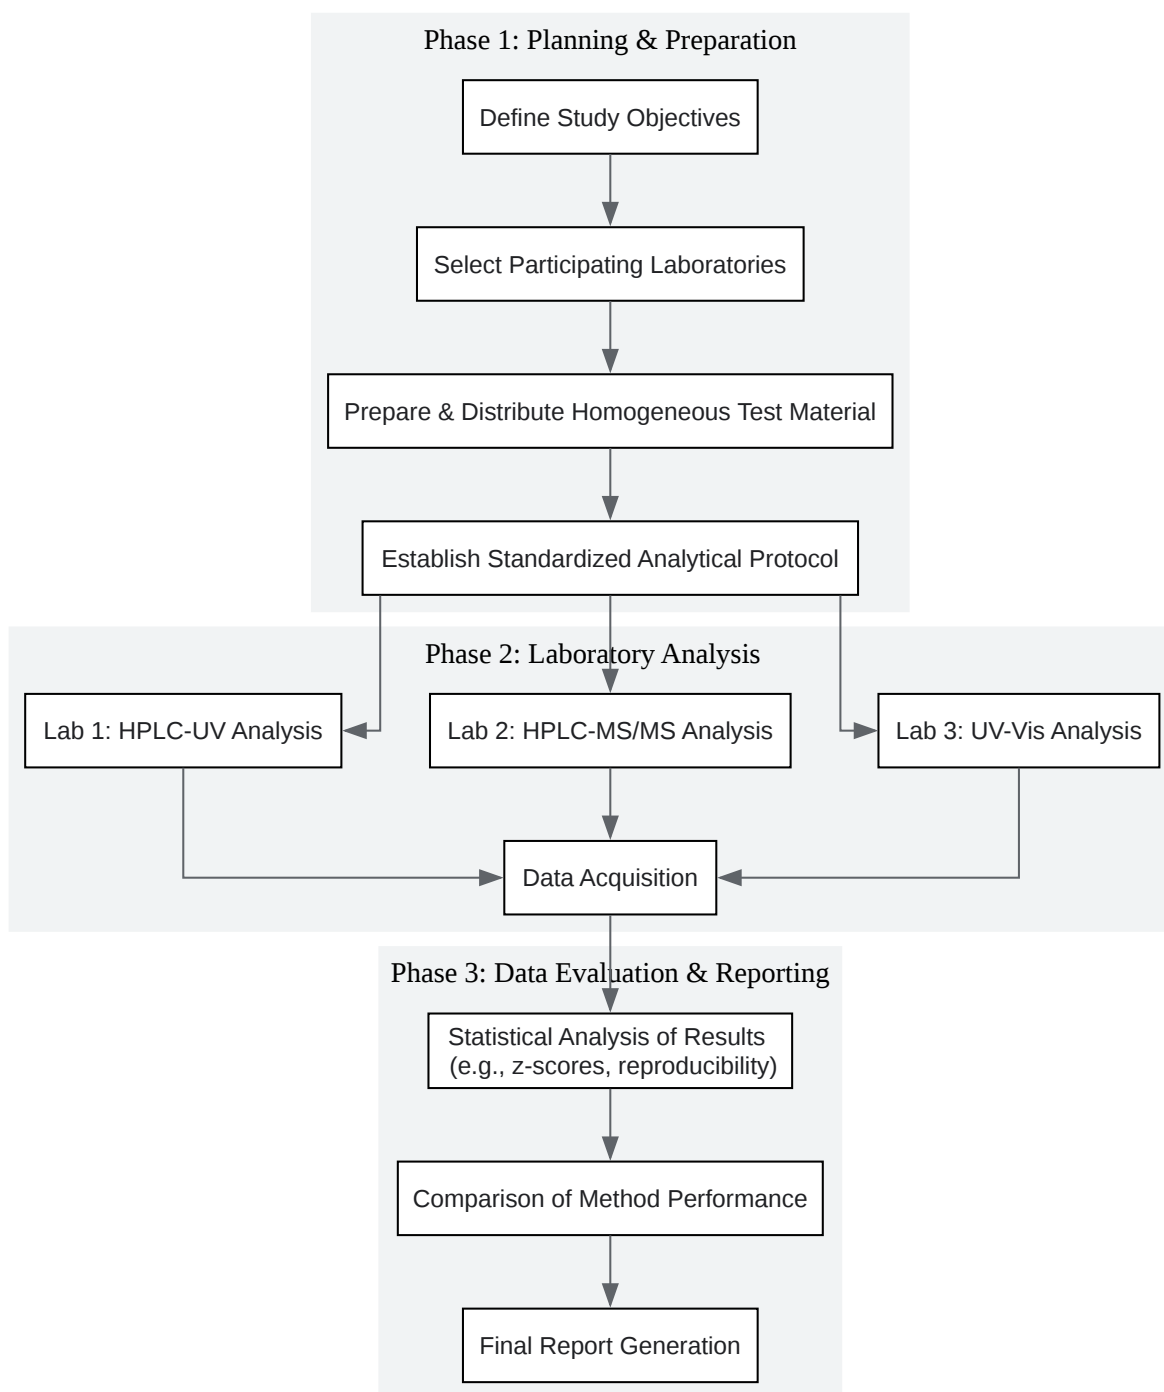 Phase 1: Planning & Preparation
Define Study Objectives
Select Participating Laboratories
Prepare & Distribute Homogeneous Test Material
Establish Standardized Analytical Protocol
Phase 2: Laboratory Analysis
Lab 1: HPLC-UV Analysis
Lab 2: HPLC-MS/MS Analysis
Lab 3: UV-Vis Analysis
Data Acquisition
Phase 3: Data Evaluation & Reporting
Statistical Analysis of Results
(e.g., z-scores, reproducibility)
Comparison of Method Performance
Final Report Generation